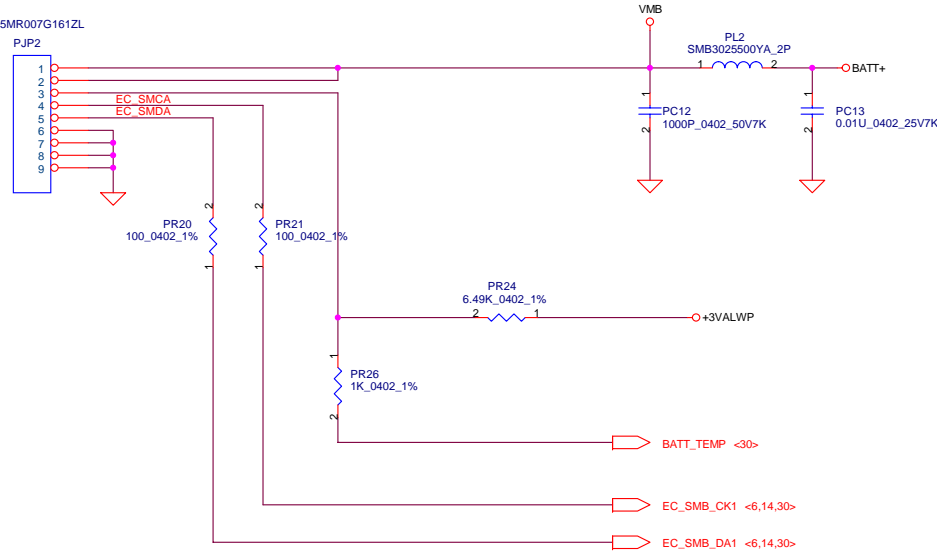 5MR007G161ZL
PJP2
VMB
PL2
SMB3025500YA_2P
1
2
BATT+
1
2
3
4
5
6
7
8
9
EC_SMCA
EC_SMDA
1
PC12
1000P_0402_50V7K
2
1
PC13
0.01U_0402_25V7K
2
2
PR20
100_0402_1%
1
2
PR21
100_0402_1%
1
PR24
6.49K_0402_1%
2
1
+3VALWP
1
PR26
1K_0402_1%
2
BATT_TEMP <30>
EC_SMB_CK1 <6,14,30>
EC_SMB_DA1 <6,14,30>